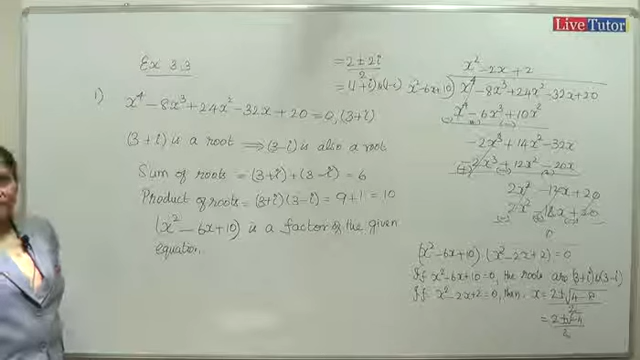 Live Tutor
Ex 3.3
1) x⁴ - 8x³ + 24x² - 32x + 20 = 0, (3+i)
(3+i) is a root ⟹ (3-i) is also a root
Sum of roots = (3+i) + (3-i) = 6
Product of roots = (3+i)(3-i) = 9+1 = 10
(x² - 6x + 10) is a factor of the given
equation.
= 2 ± 2i / 2
= (1+i) & (1-i)
x² - 2x + 2
x² - 6x + 10) x⁴ - 8x³ + 24x² - 32x + 20
x⁴ - 6x³ + 10x²
-2x³ + 14x² - 32x
-2x³ + 12x² - 20x
2x² - 12x + 20
2x² - 12x + 20
0
(x² - 6x + 10) · (x² - 2x + 2) = 0
If x² - 6x + 10 = 0, the roots are (3+i) & (3-i)
If x² - 2x + 2 = 0, then x = 2 ± √4-8 / 2
= 2 ± √-4 / 2